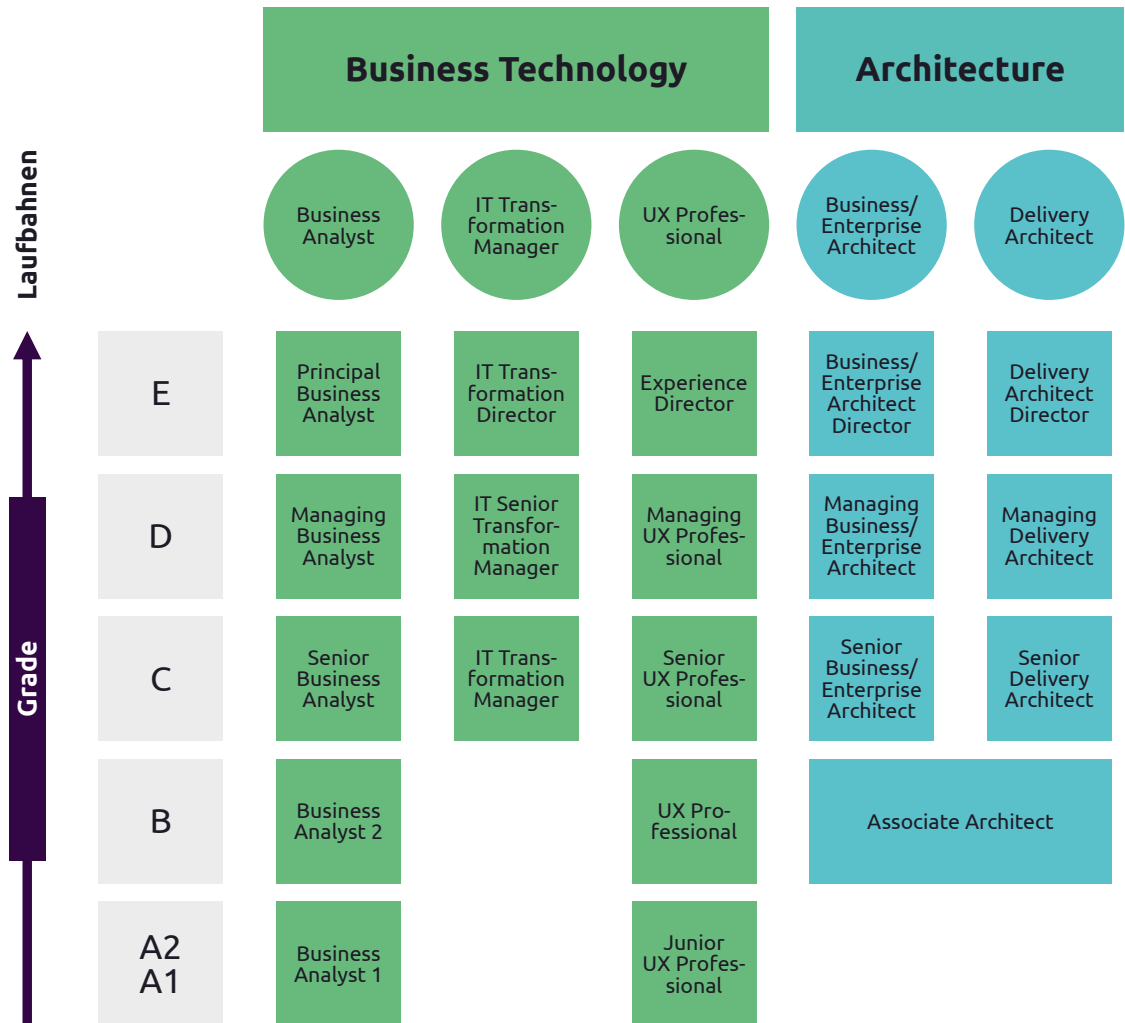 Business Technology
Architecture
Laufbahnen
Business
Analyst
IT Trans-
formation
Manager
UX Profes-
sional
Business/
Enterprise
Architect
Delivery
Architect
Grade
E
Principal
Business
Analyst
IT Trans-
formation
Director
Experience
Director
Business/
Enterprise
Architect
Director
Delivery
Architect
Director
D
Managing
Business
Analyst
IT Senior
Transfor-
mation
Manager
Managing
UX Profes-
sional
Managing
Business/
Enterprise
Architect
Managing
Delivery
Architect
C
Senior
Business
Analyst
IT Trans-
formation
Manager
Senior
UX Profes-
sional
Senior
Business/
Enterprise
Architect
Senior
Delivery
Architect
B
Business
Analyst 2
UX Pro-
fessional
Associate Architect
A2
A1
Business
Analyst 1
Junior
UX Profes-
sional